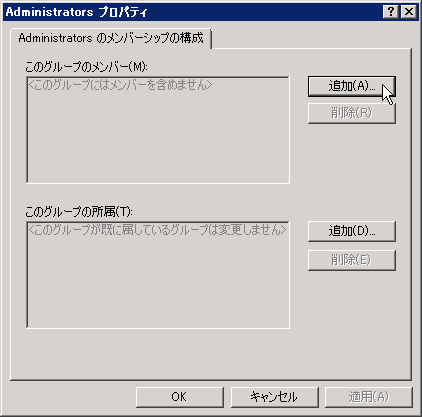 Administrators プロパティ
Administrators のメンバーシップの構成
このグループのメンバー(M):
<このグループにはメンバーを含めません>
追加(A)...
削除(R)
このグループの所属(T):
<このグループが既に属しているグループは変更しません>
追加(D)...
削除(E)
OK
キャンセル
適用(A)